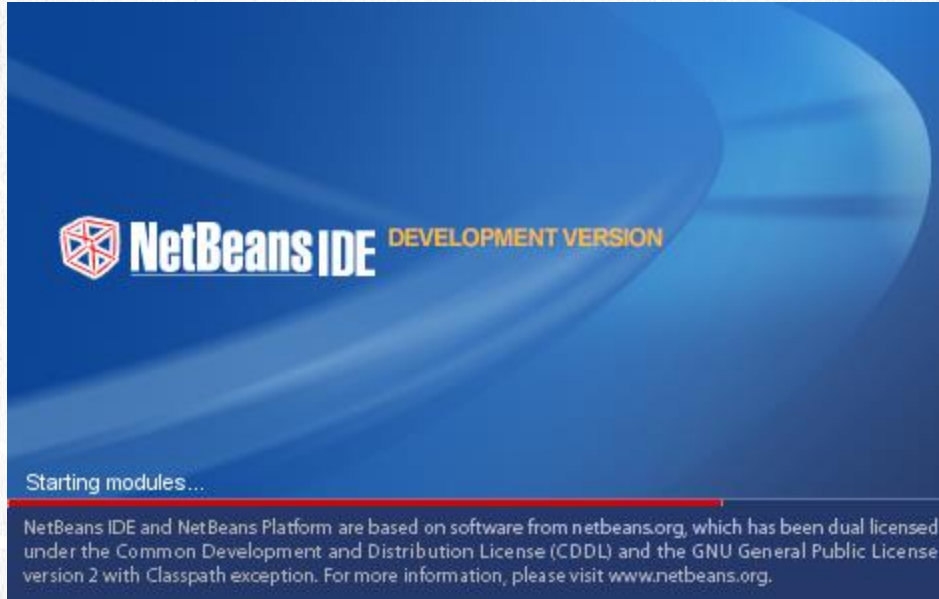 NetBeans IDE DEVELOPMENT VERSION
Starting modules...
NetBeans IDE and NetBeans Platform are based on software from netbeans.org, which has been dual licensed
under the Common Development and Distribution License (CDDL) and the GNU General Public License
version 2 with Classpath exception. For more information, please visit www.netbeans.org.